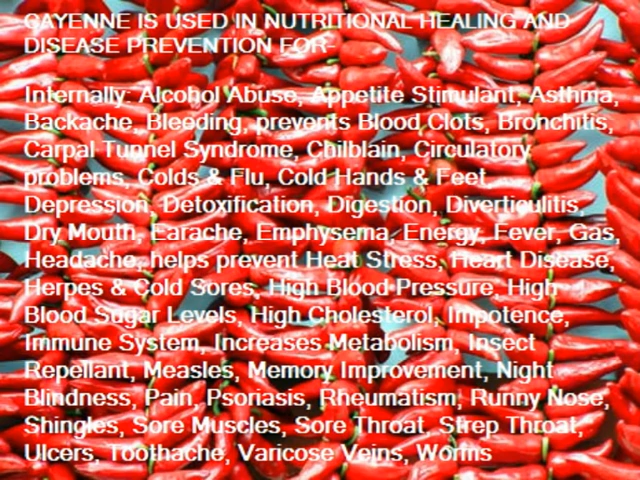 CAYENNE IS USED IN NUTRITIONAL HEALING AND
DISEASE PREVENTION FOR-
Internally: Alcohol Abuse, Appetite Stimulant, Asthma,
Backache, Bleeding, prevents Blood Clots, Bronchitis,
Carpal Tunnel Syndrome, Chilblain, Circulatory
problems, Colds & Flu, Cold Hands & Feet,
Depression, Detoxification, Digestion, Diverticulitis,
Dry Mouth, Earache, Emphysema, Energy, Fever, Gas,
Headache, helps prevent Heat Stress, Heart Disease,
Herpes & Cold Sores, High Blood Pressure, High
Blood Sugar Levels, High Cholesterol, Impotence,
Immune System, Increases Metabolism, Insect
Repellant, Measles, Memory Improvement, Night
Blindness, Pain, Psoriasis, Rheumatism, Runny Nose,
Shingles, Sore Muscles, Sore Throat, Strep Throat,
Ulcers, Toothache, Varicose Veins, Worms